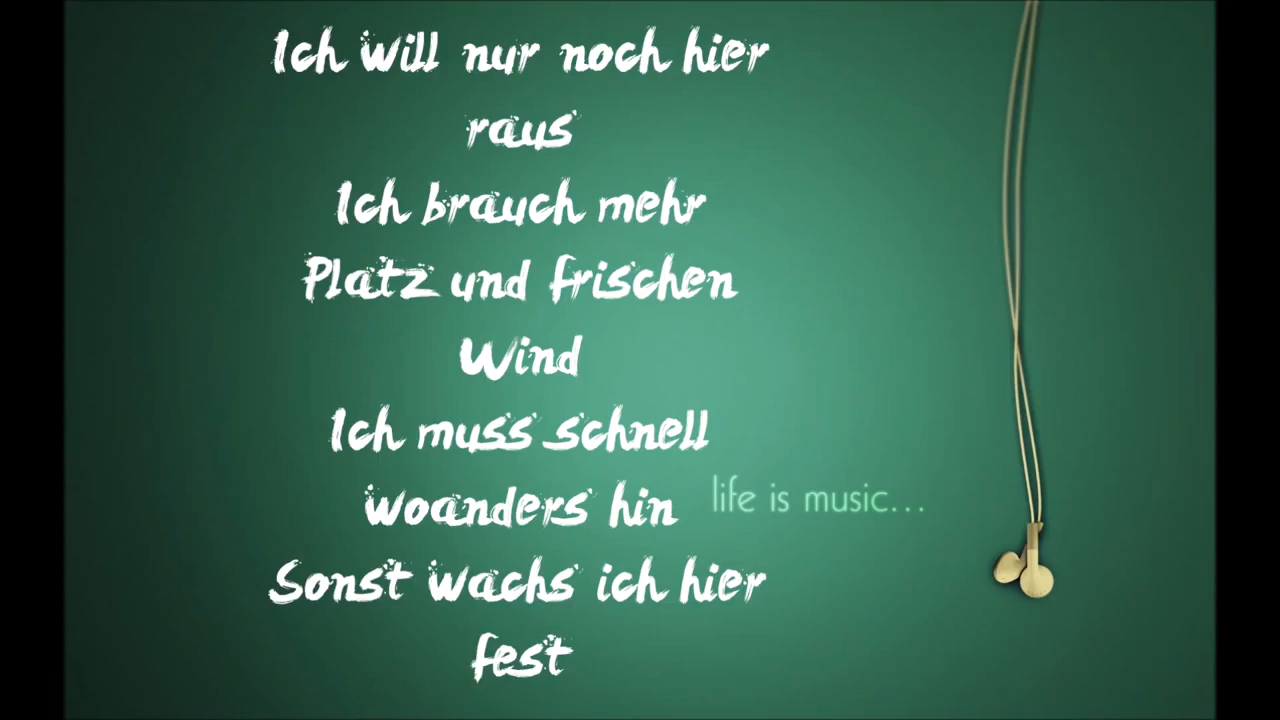 Ich will nur noch hier
raus
Ich brauch mehr
Platz und frischen
Wind
Ich muss schnell
woanders hin
life is music...
Sonst wachs ich hier
fest